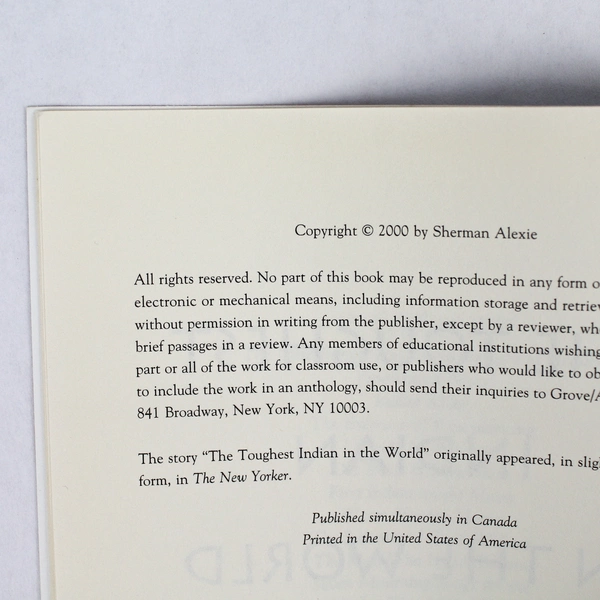 Copyright © 2000 by Sherman Alexie
All rights reserved. No part of this book may be reproduced in any form
electronic or mechanical means, including information storage and
without permission in writing from the publisher, except by a reviewer,
brief passages in a review. Any members of educational institutions wishing
part or all of the work for classroom use, or publishers who would like to
to include the work in an anthology, should send their inquiries to
841 Broadway, New York, NY 10003.
The story “The Toughest Indian in the World” originally appeared, in
form, in The New Yorker.
Published simultaneously in Canada
Printed in the United States of America